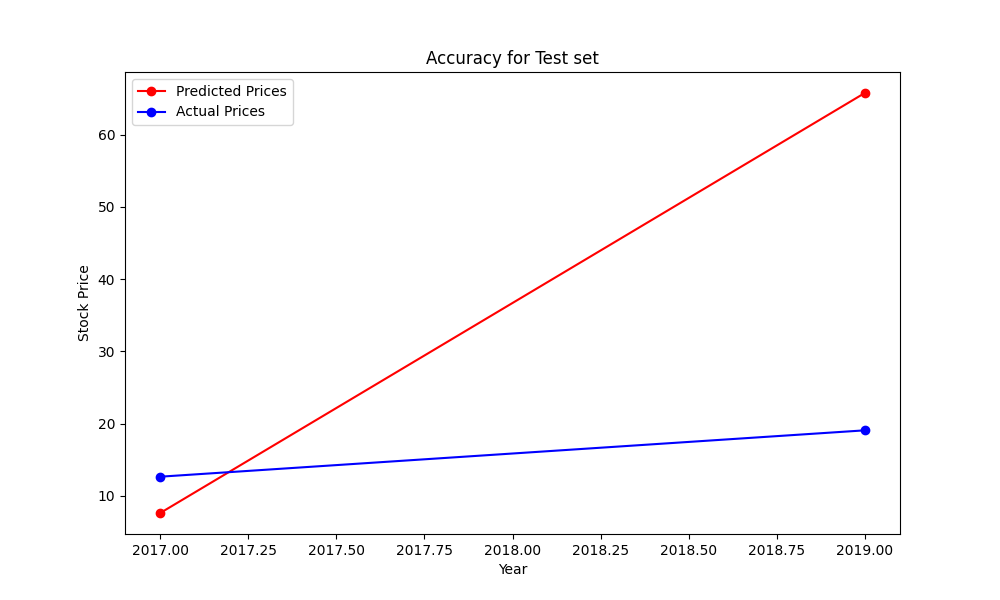 Accuracy for Test set
Predicted Prices
Actual Prices
60
50
40
30
20
10
Stock Price
2017.00 2017.25 2017.50 2017.75 2018.00 2018.25 2018.50 2018.75 2019.00
Year